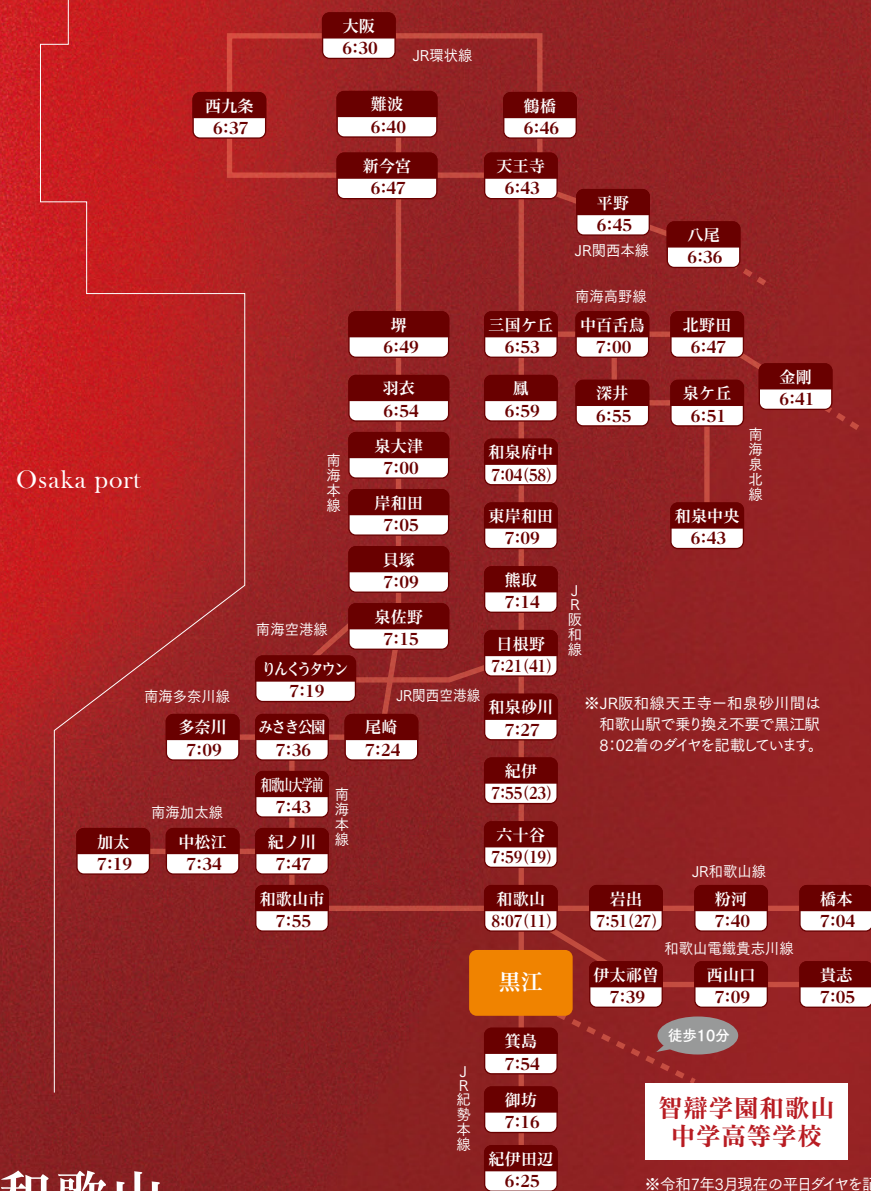 大阪
6:30
JR環状線
西九条
6:37
難波
6:40
鶴橋
6:46
新今宮
6:47
天王寺
6:43
平野
6:45
JR関西本線
八尾
6:36
南海高野線
堺
6:49
三国ケ丘
6:53
中百舌鳥
7:00
北野田
6:47
金剛
6:41
羽衣
6:54
鳳
6:59
深井
6:55
泉ケ丘
6:51
南海泉北線
和泉中央
6:43
Osaka port
南海本線
泉大津
7:00
和泉府中
7:04(58)
岸和田
7:05
東岸和田
7:09
貝塚
7:09
熊取
7:14
JR阪和線
泉佐野
7:15
日根野
7:21(41)
南海空港線
りんくうタウン
7:19
JR関西空港線
和泉砂川
7:27
※JR阪和線天王寺ー和泉砂川間は
和歌山駅で乗り換え不要で黒江駅
8:02着のダイヤを記載しています。
南海多奈川線
多奈川
7:09
みさき公園
7:36
尾崎
7:24
和歌山大学前
7:43
南海本線
紀伊
7:55(23)
南海加太線
加太
7:19
中松江
7:34
紀ノ川
7:47
六十谷
7:59(19)
JR和歌山線
和歌山市
7:55
和歌山
8:07(11)
岩出
7:51(27)
粉河
7:40
橋本
7:04
和歌山電鐵貴志川線
黒江
伊太祁曽
7:39
西山口
7:09
貴志
7:05
徒歩10分
箕島
7:54
JR紀勢本線
御坊
7:16
紀伊田辺
6:25
智辯学園和歌山
中学高等学校
和歌山
※令和7年3月現在の平日ダイヤを記